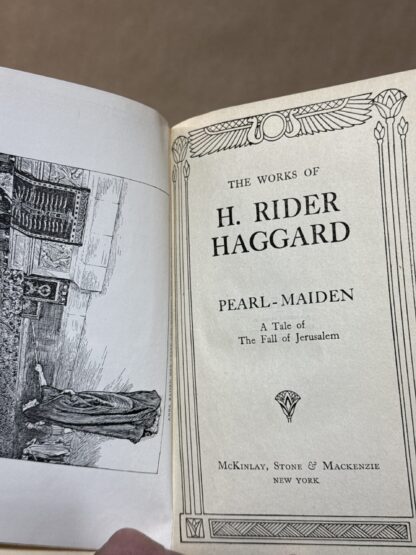 THE WORKS OF
H. RIDER
HAGGARD
PEARL-MAIDEN
A Tale of
The Fall of Jerusalem
McKINLAY, STONE & MACKENZIE
NEW YORK